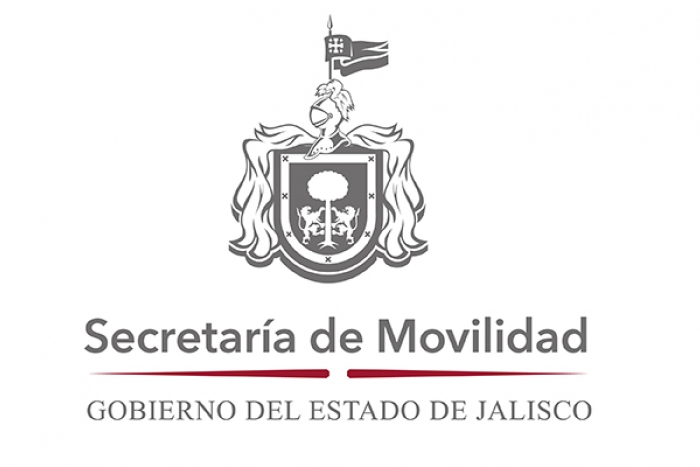 Secretaría de Movilidad
GOBIERNO DEL ESTADO DE JALISCO